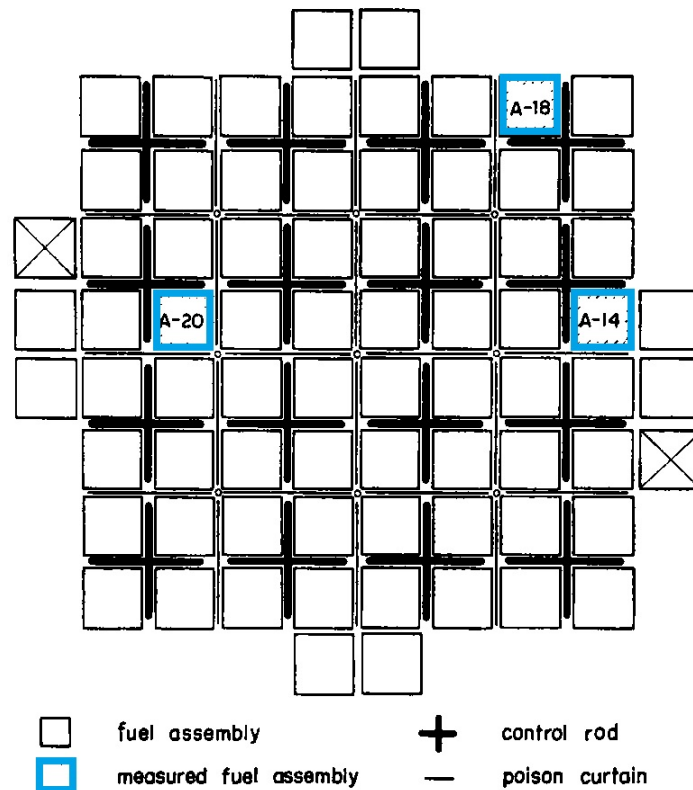 A-18
A-20
A-14
fuel assembly
control rod
measured fuel assembly
poison curtain